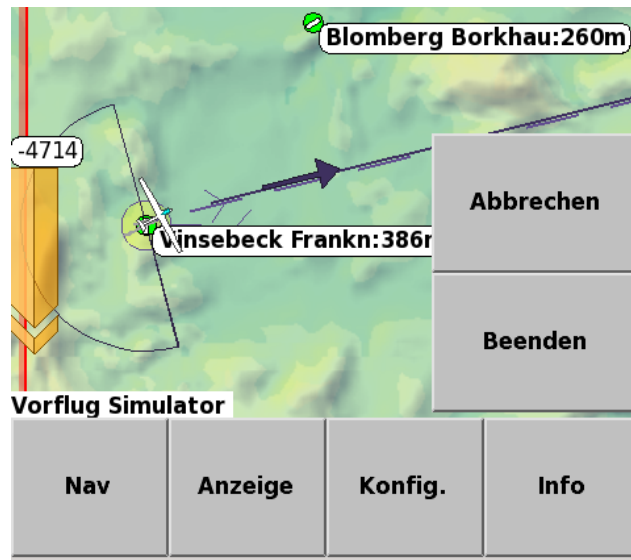 Blomberg Borkhau:260m
-4714
Abbrechen
Vinsebeck Frankn:386m
Beenden
Vorflug Simulator
Nav
Anzeige
Konfig.
Info